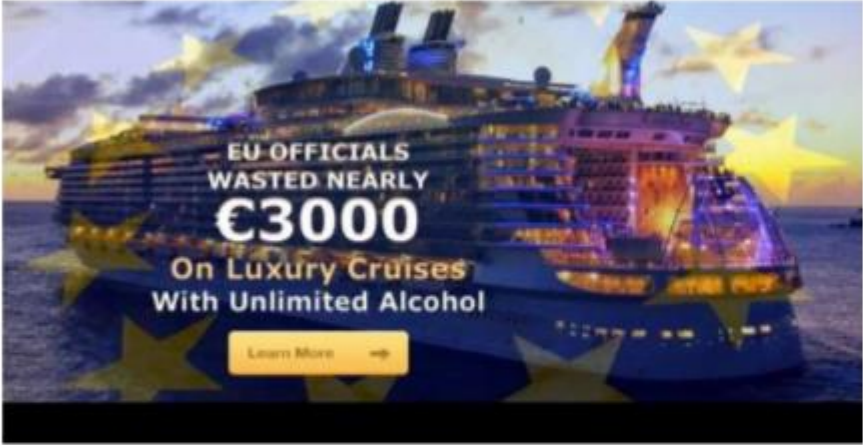 EU OFFICIALS
WASTED NEARLY
€3000
On Luxury Cruises
With Unlimited Alcohol
Learn More